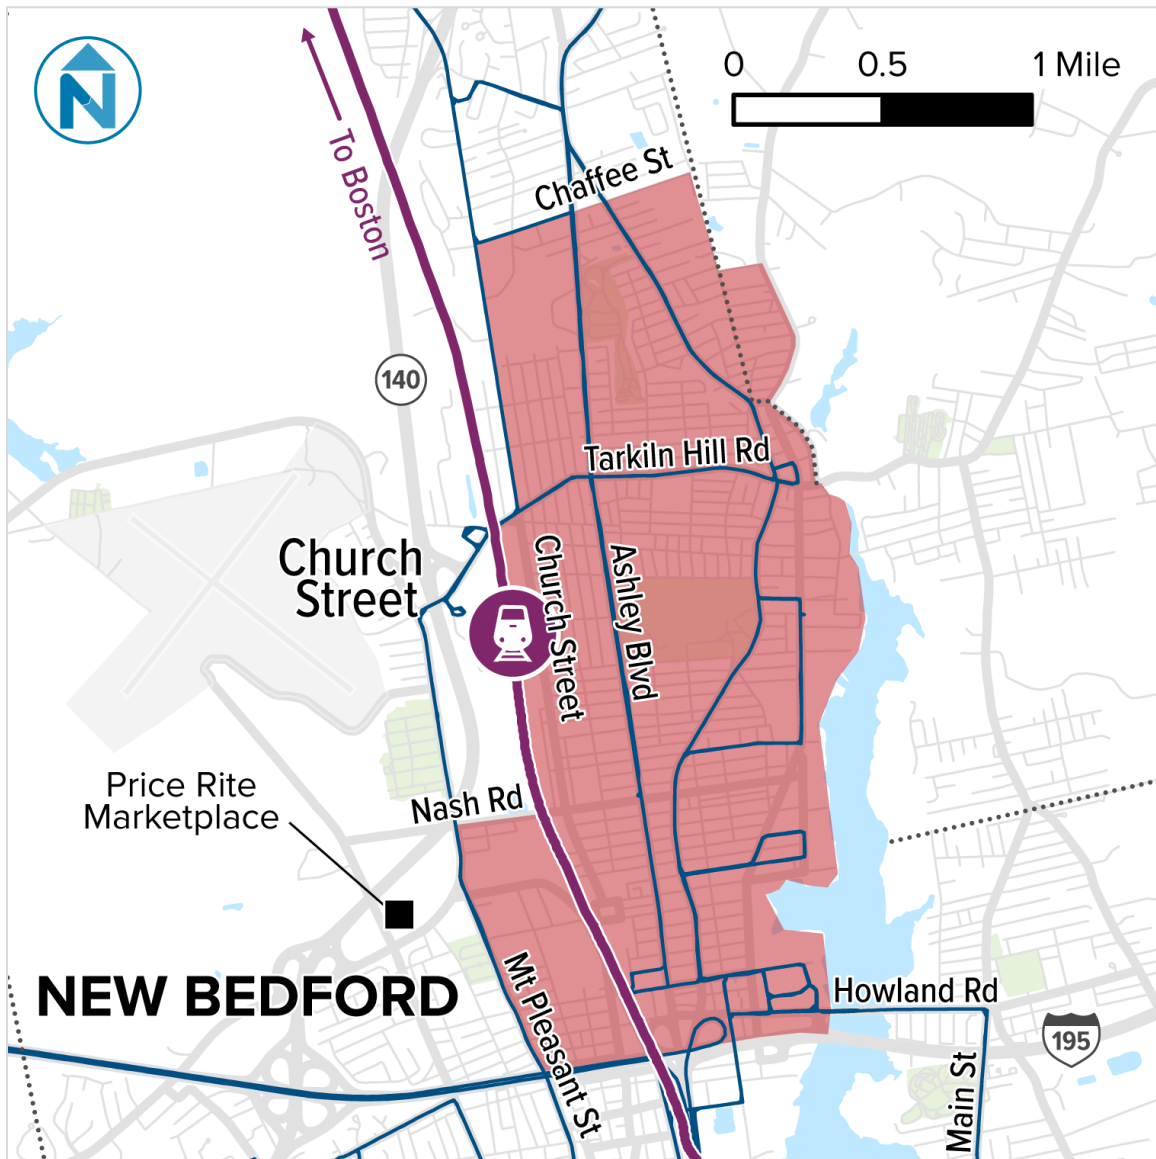 N
0 0.5 1 Mile
To Boston
Chaffee St
140
Tarkiln Hill Rd
Church
Street
Church Street
Ashley Blvd
Price Rite
Marketplace
Nash Rd
NEW BEDFORD
Mt Pleasant St
Howland Rd
195
Main St